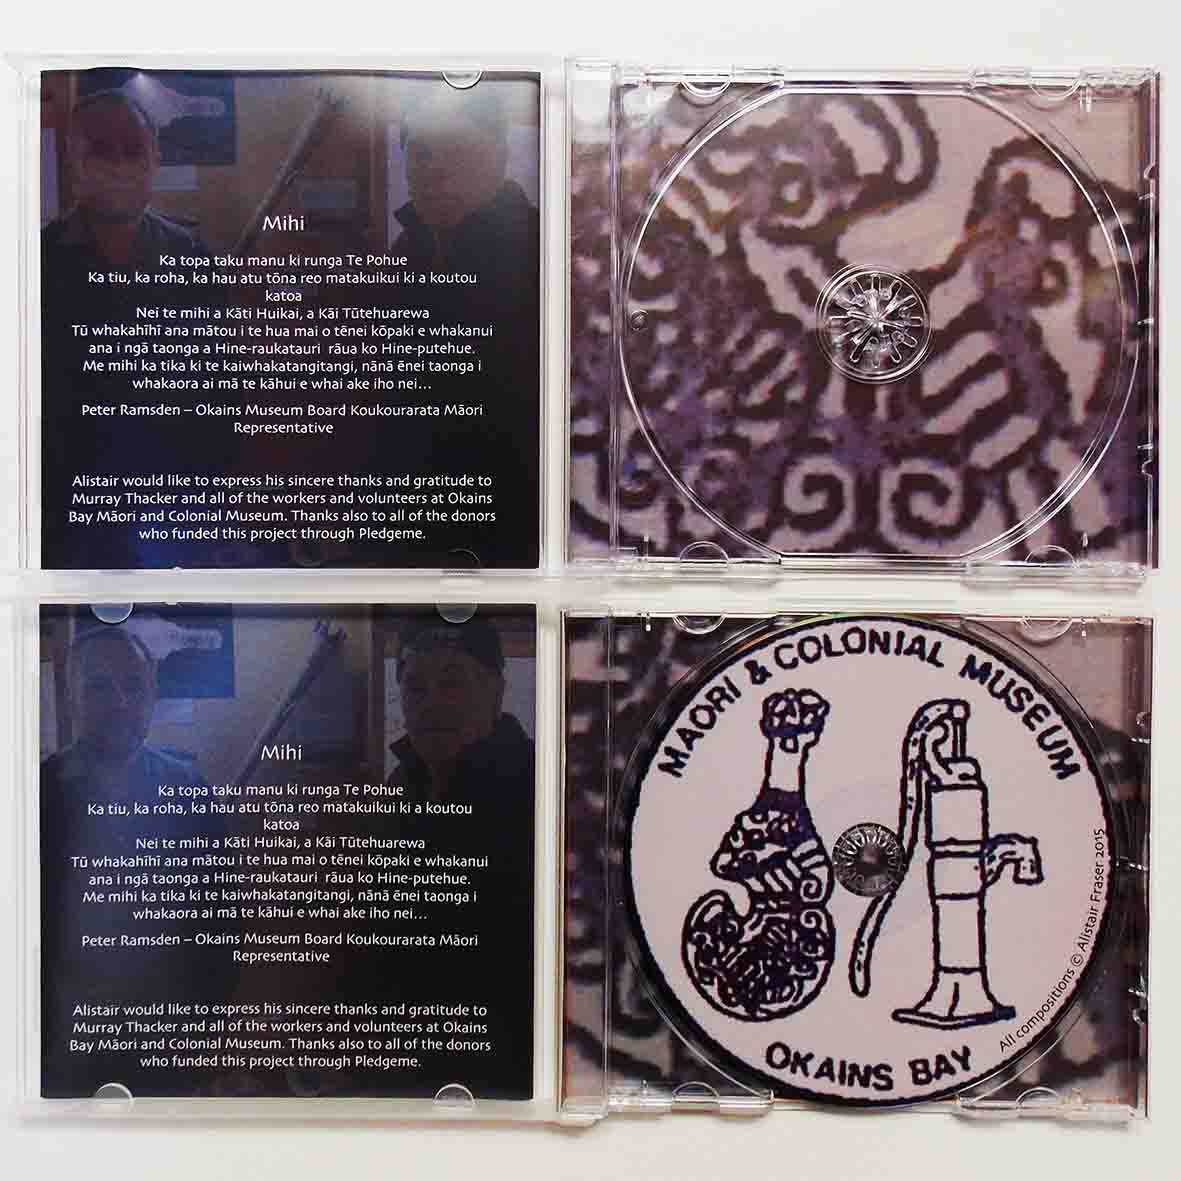 Mihi
Ka topa taku manu ki runga Te Pohue
Ka tiu, ka roha, ka hau atu tōna reo matakuikui ki a koutou
katoa
Nei te mihi a Kāti Huikai, a Kāi Tūtehuarewa
Tū whakahīhī ana mātou i te hua mai o tēnei kōpaki e whakanui
ana i ngā taonga a Hine-raukatauri rāua ko Hine-putehue.
Me mihi ka tika ki te kaiwhakatangitangi, nānā ēnei taonga i
whakaora ai mā te kāhui e whai ake iho nei...
Peter Ramsden – Okains Museum Board Koukourarata Māori
Representative
Alistair would like to express his sincere thanks and gratitude to
Murray Thacker and all of the workers and volunteers at Okains
Bay Māori and Colonial Museum. Thanks also to all of the donors
who funded this project through Pledgeme.
Mihi
Ka topa taku manu ki runga Te Pohue
Ka tiu, ka roha, ka hau atu tōna reo matakuikui ki a koutou
katoa
Nei te mihi a Kāti Huikai, a Kāi Tūtehuarewa
Tū whakahīhī ana mātou i te hua mai o tēnei kōpaki e whakanui
ana i ngā taonga a Hine-raukatauri rāua ko Hine-putehue.
Me mihi ka tika ki te kaiwhakatangitangi, nānā ēnei taonga i
whakaora ai mā te kāhui e whai ake iho nei...
Peter Ramsden – Okains Museum Board Koukourarata Māori
Representative
Alistair would like to express his sincere thanks and gratitude to
Murray Thacker and all of the workers and volunteers at Okains
Bay Māori and Colonial Museum. Thanks also to all of the donors
who funded this project through Pledgeme.
MAORI & COLONIAL MUSEUM
OKAINS BAY
All compositions © Alistair Fraser 2015